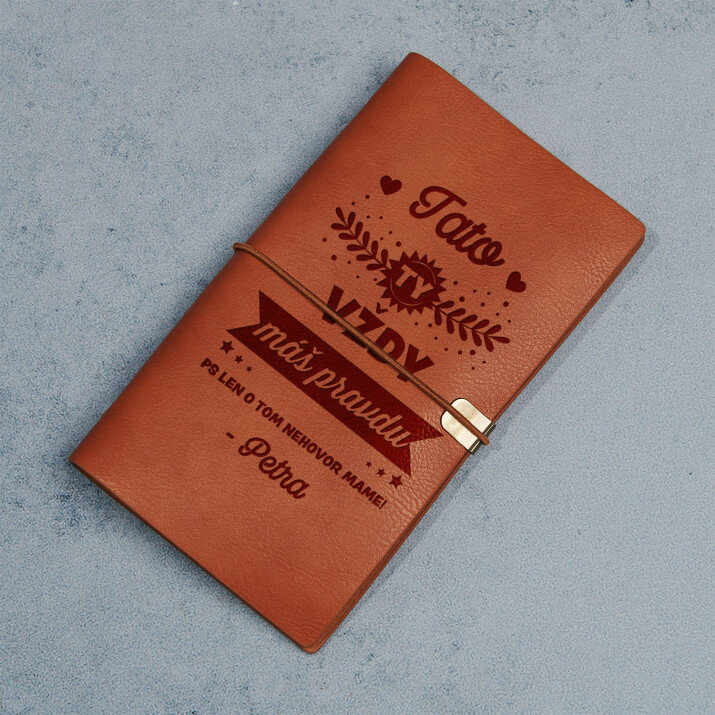 Tato
TY
VŽDY
máš pravdu
PS LEN O TOM NEHOVOR MAME!
- Petra